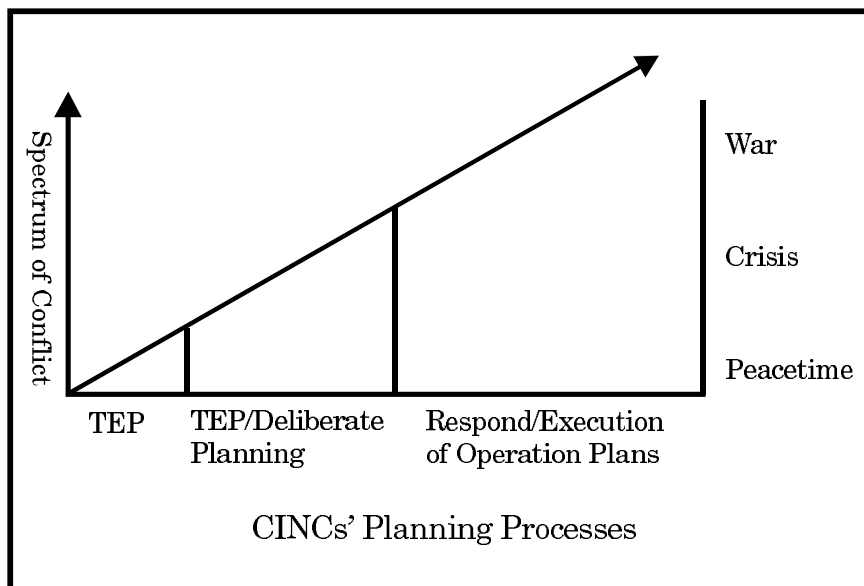 Spectrum of Conflict
War
Crisis
Peacetime
TEP
TEP/Deliberate
Planning
Respond/Execution
of Operation Plans
CINCs’ Planning Processes